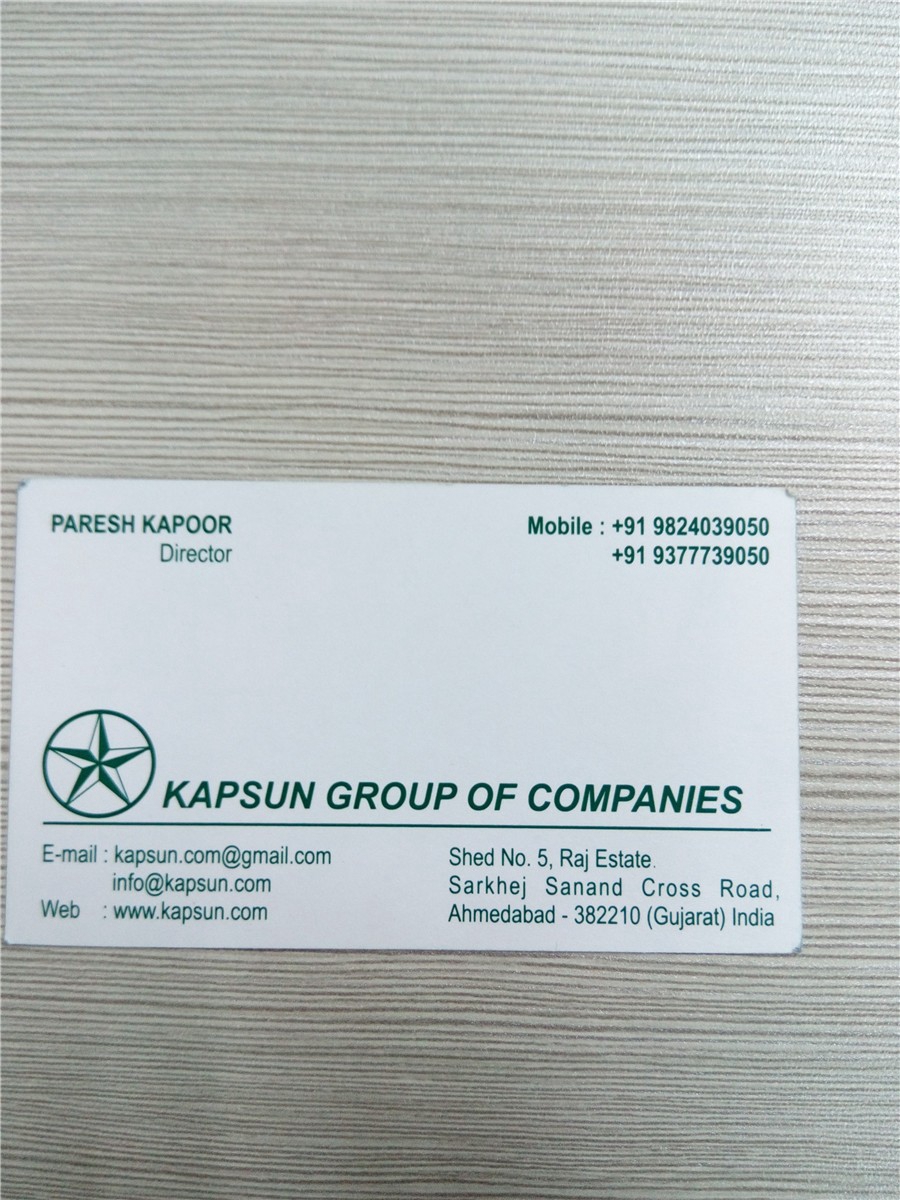 PARESH KAPOOR
Director
Mobile : +91 9824039050
+91 9377739050
KAPSUN GROUP OF COMPANIES
E-mail : kapsun.com@gmail.com
info@kapsun.com
Web : www.kapsun.com
Shed No. 5, Raj Estate.
Sarkhej Sanand Cross Road,
Ahmedabad - 382210 (Gujarat) India